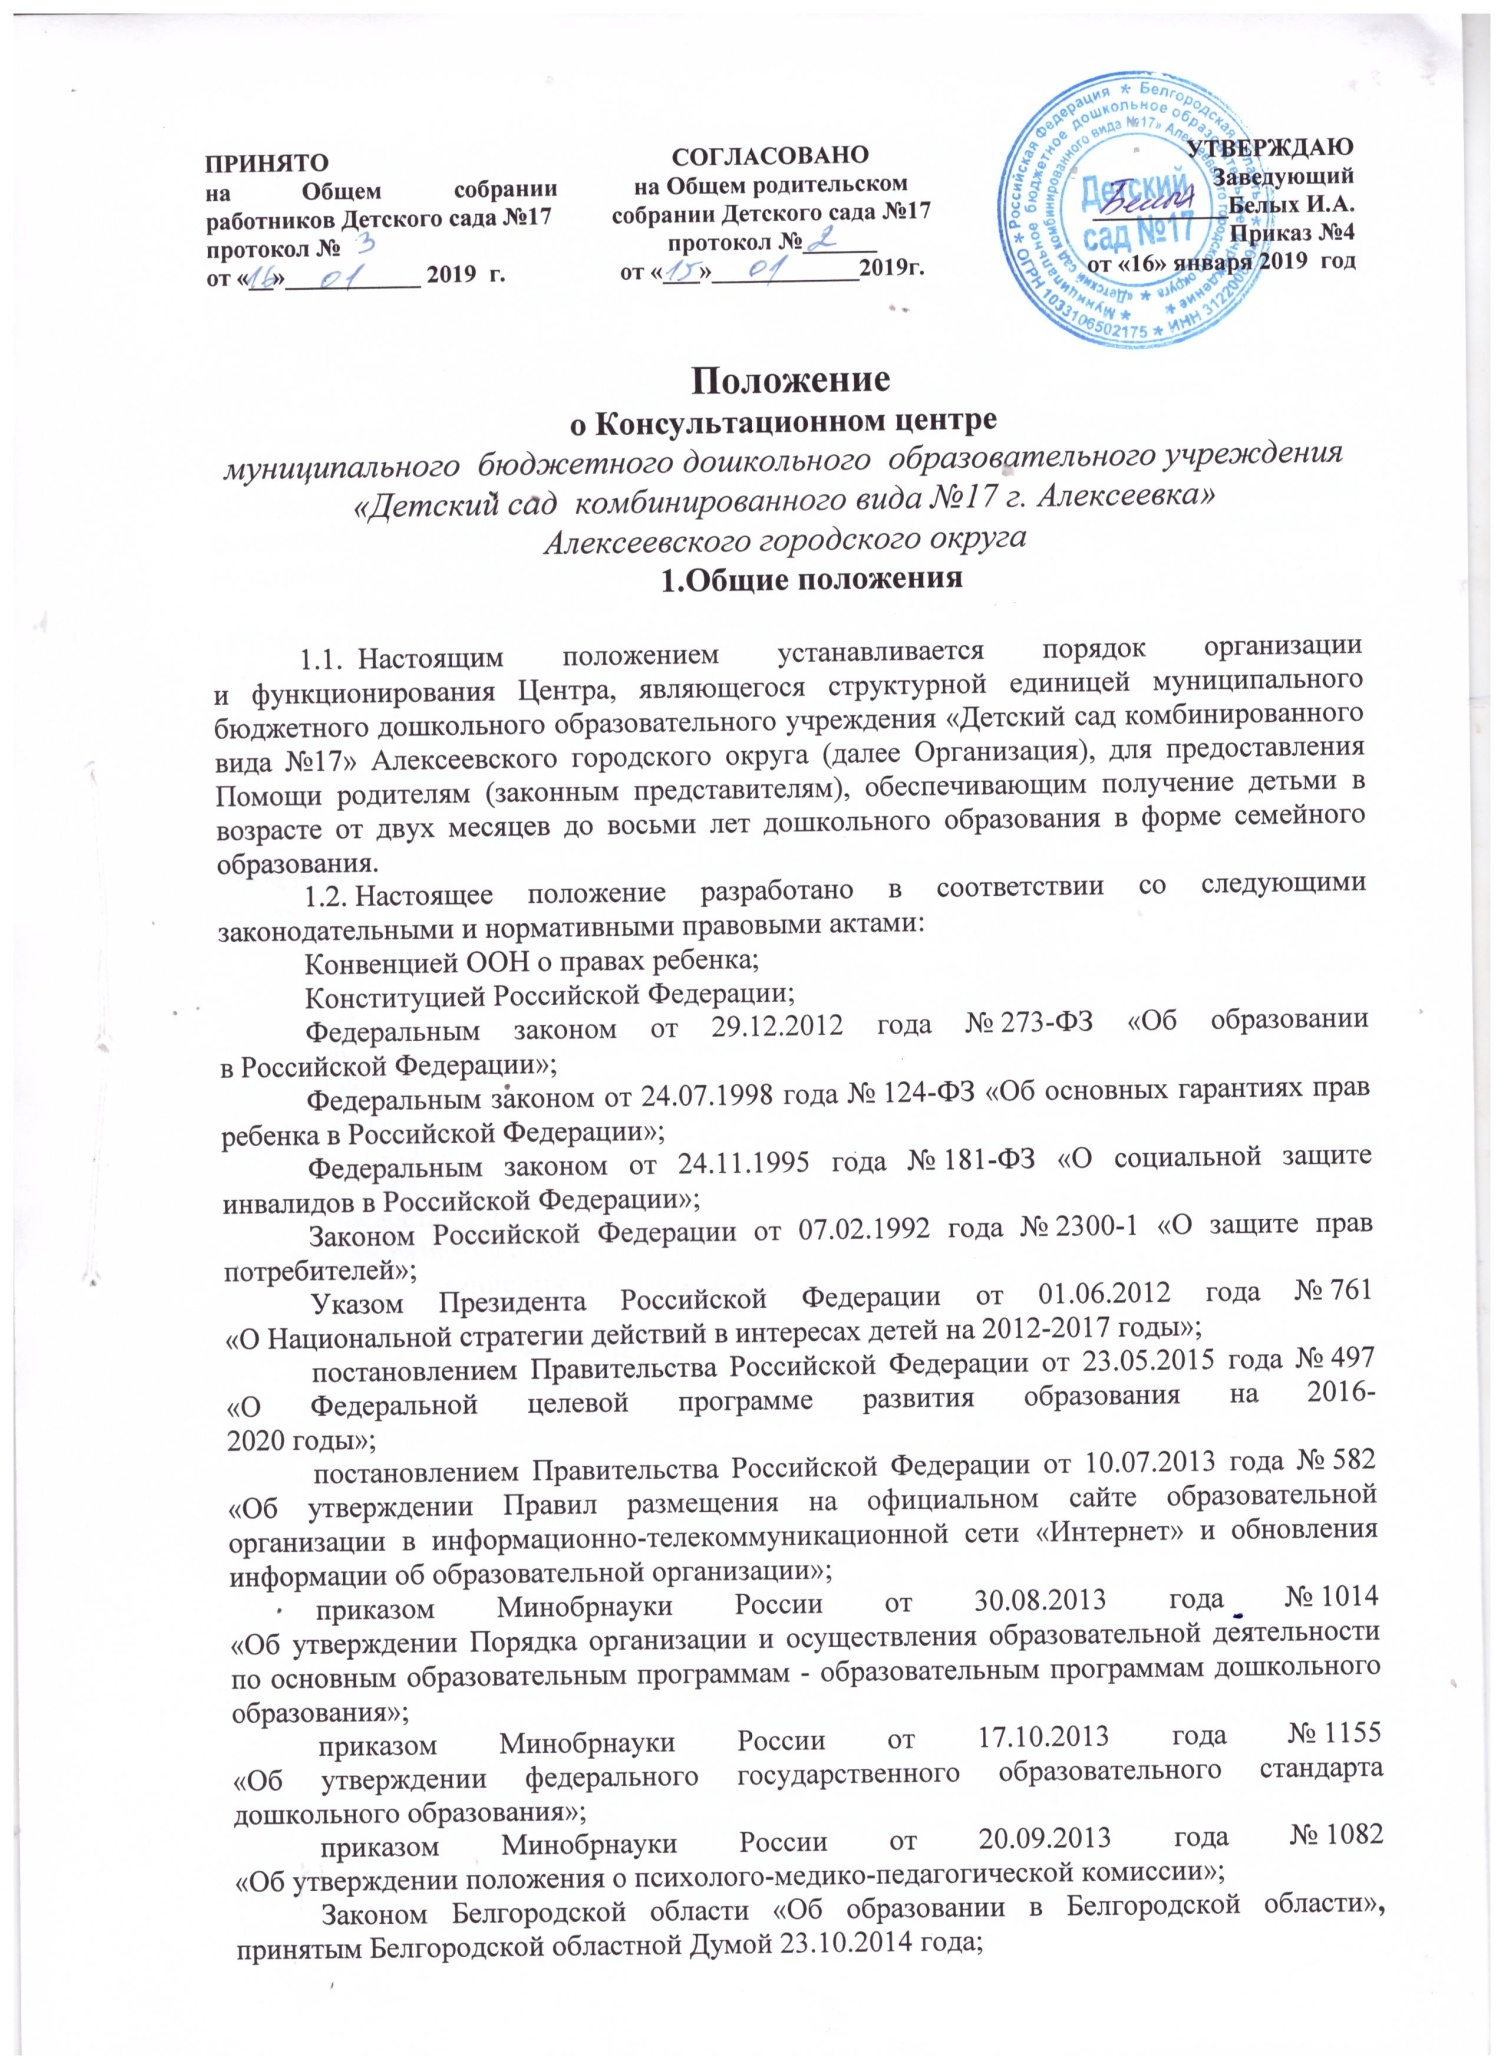 ПРИНЯТО
на Общем собрании
работников Детского сада №17
протокол № 3
от «16» 01 2019 г.
СОГЛАСОВАНО
на Общем родительском
собрании Детского сада №17
протокол № 2
от «15» 01 2019г.
УТВЕРЖДАЮ
Заведующий
Белых И.А.
Приказ №4
от «16» января 2019 год
Детский
сад №17
Положение
о Консультационном центре
муниципального бюджетного дошкольного образовательного учреждения
«Детский сад комбинированного вида №17 г. Алексеевка»
Алексеевского городского округа
1.Общие положения
1.1. Настоящим положением устанавливается порядок организации
и функционирования Центра, являющегося структурной единицей муниципального
бюджетного дошкольного образовательного учреждения «Детский сад комбинированного
вида №17» Алексеевского городского округа (далее Организация), для предоставления
Помощи родителям (законным представителям), обеспечивающим получение детьми в
возрасте от двух месяцев до восьми лет дошкольного образования в форме семейного
образования.
1.2. Настоящее положение разработано в соответствии со следующими
законодательными и нормативными правовыми актами:
Конвенцией ООН о правах ребенка;
Конституцией Российской Федерации;
Федеральным законом от 29.12.2012 года № 273-ФЗ «Об образовании
в Российской Федерации»;
Федеральным законом от 24.07.1998 года № 124-ФЗ «Об основных гарантиях прав
ребенка в Российской Федерации»;
Федеральным законом от 24.11.1995 года № 181-ФЗ «О социальной защите
инвалидов в Российской Федерации»;
Законом Российской Федерации от 07.02.1992 года № 2300-1 «О защите прав
потребителей»;
Указом Президента Российской Федерации от 01.06.2012 года № 761
«О Национальной стратегии действий в интересах детей на 2012-2017 годы»;
постановлением Правительства Российской Федерации от 23.05.2015 года № 497
«О Федеральной целевой программе развития образования на 2016-
2020 годы»;
постановлением Правительства Российской Федерации от 10.07.2013 года № 582
«Об утверждении Правил размещения на официальном сайте образовательной
организации в информационно-телекоммуникационной сети «Интернет» и обновления
информации об образовательной организации»;
приказом Минобрнауки России от 30.08.2013 года № 1014
«Об утверждении Порядка организации и осуществления образовательной деятельности
по основным образовательным программам - образовательным программам дошкольного
образования»;
приказом Минобрнауки России от 17.10.2013 года № 1155
«Об утверждении федерального государственного образовательного стандарта
дошкольного образования»;
приказом Минобрнауки России от 20.09.2013 года № 1082
«Об утверждении положения о психолого-медико-педагогической комиссии»;
Законом Белгородской области «Об образовании в Белгородской области»,
принятым Белгородской областной Думой 23.10.2014 года;